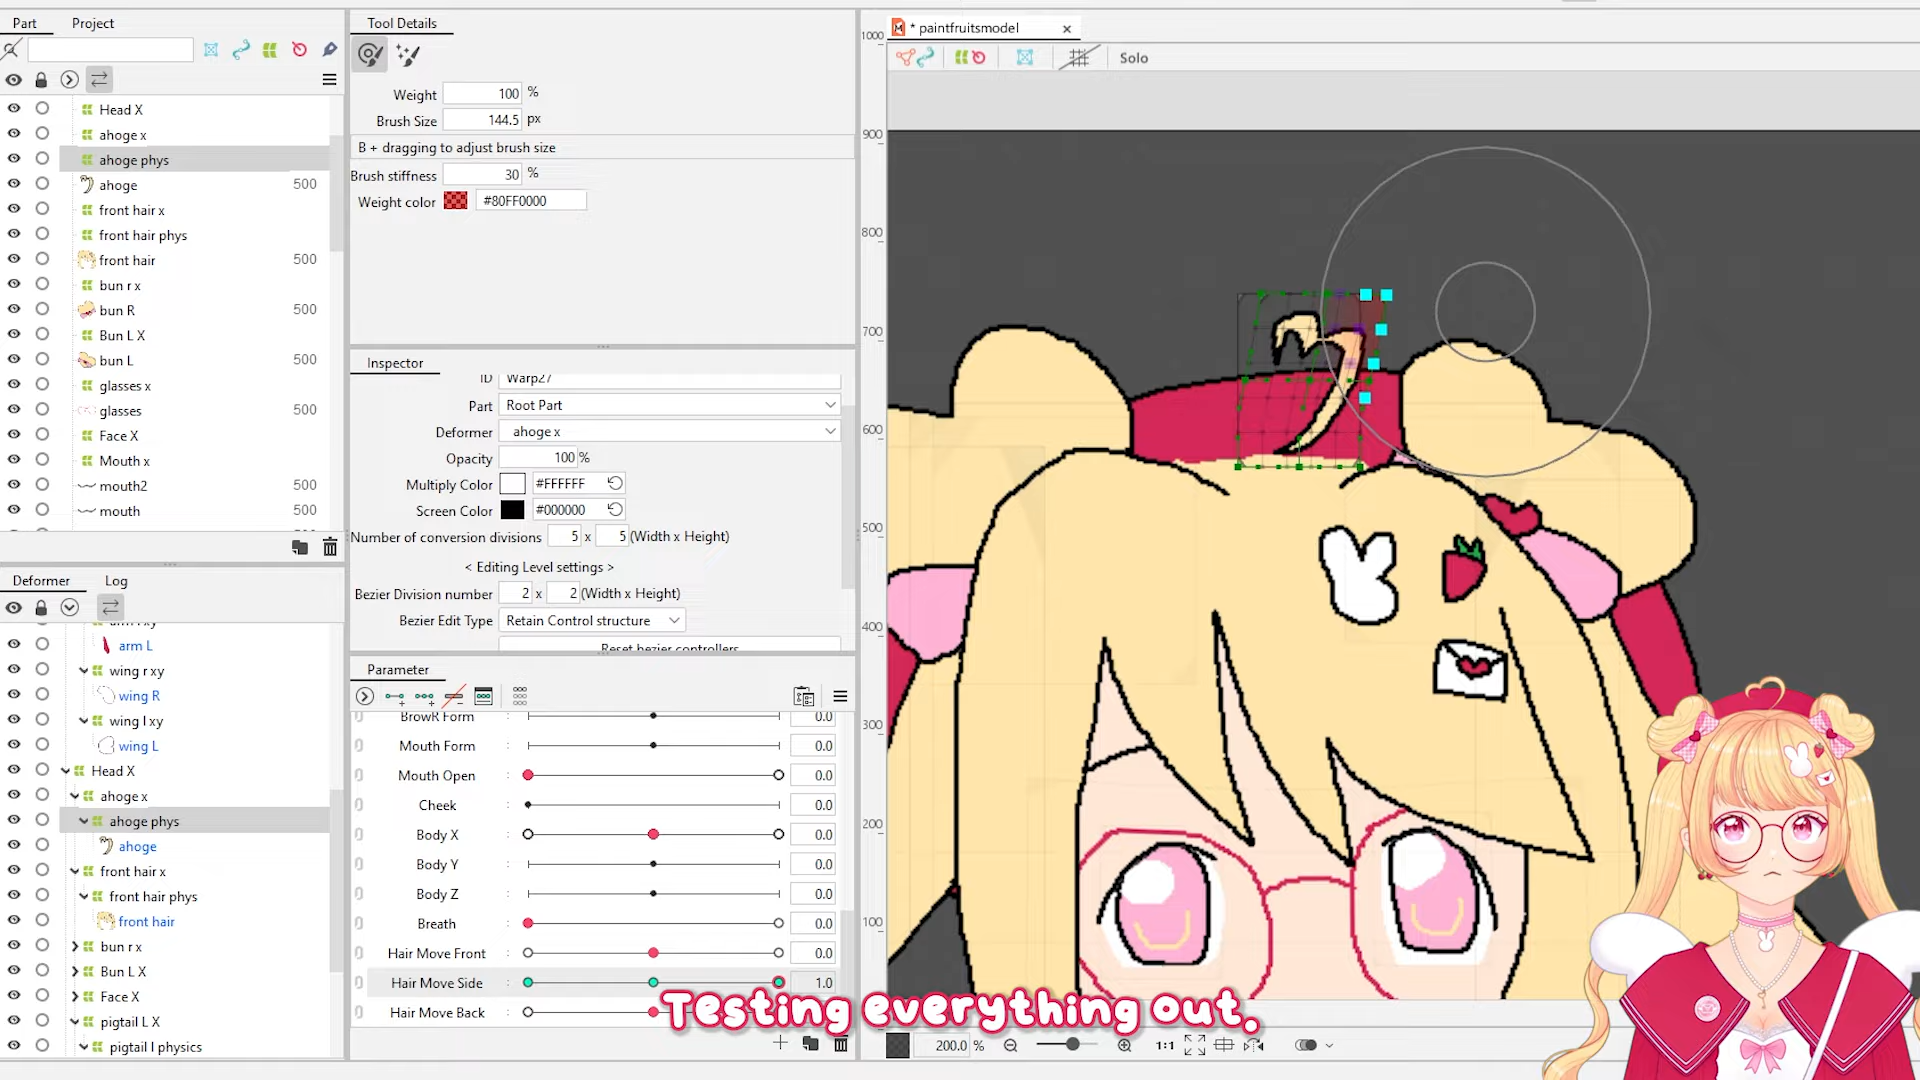 Part
Project
Head X
ahoge x
ahoge phys
ahoge 500
front hair x
front hair phys
front hair 500
bun r x
bun R 500
Bun L X
bun L 500
glasses x
glasses 500
Face X
Mouth x
mouth2 500
mouth 500
Deformer
Log
arm L
wing r xy
wing R
wing l xy
wing L
Head X
ahoge x
ahoge phys
ahoge
front hair x
front hair phys
front hair
bun r x
Bun L X
Face X
pigtail L X
pigtail l physics
Tool Details
Weight 100 %
Brush Size 144.5 px
B + dragging to adjust brush size
Brush stiffness 30 %
Weight color #80FF0000
Inspector
ID Warp27
Part Root Part
Deformer ahoge x
Opacity 100 %
Multiply Color #FFFFFF
Screen Color #000000
Number of conversion divisions 5 x 5 (Width x Height)
< Editing Level settings >
Bezier Division number 2 x 2 (Width x Height)
Bezier Edit Type Retain Control structure
Reset bezier controllers
Parameter
BrowR Form : 0.0
Mouth Form : 0.0
Mouth Open : 0.0
Cheek : 0.0
Body X : 0.0
Body Y : 0.0
Body Z : 0.0
Breath : 0.0
Hair Move Front : 0.0
Hair Move Side : 1.0
Hair Move Back :
* paintfruitsmodel ×
Solo
1000
900
800
700
600
500
400
300
200
100
Testing everything out.
200.0 %
1:1